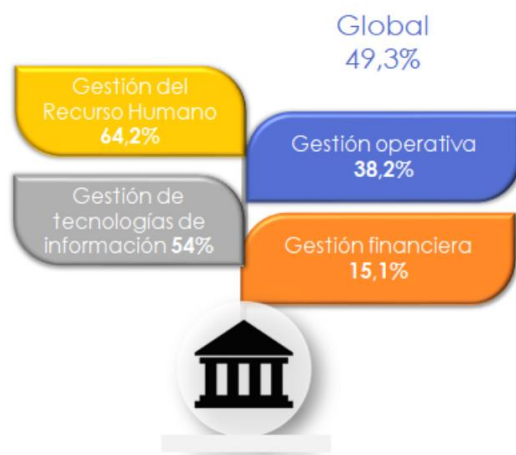 Global
49,3%
Gestión del
Recurso Humano
64,2%
Gestión operativa
38,2%
Gestión de
tecnologías de
información 54%
Gestión financiera
15,1%